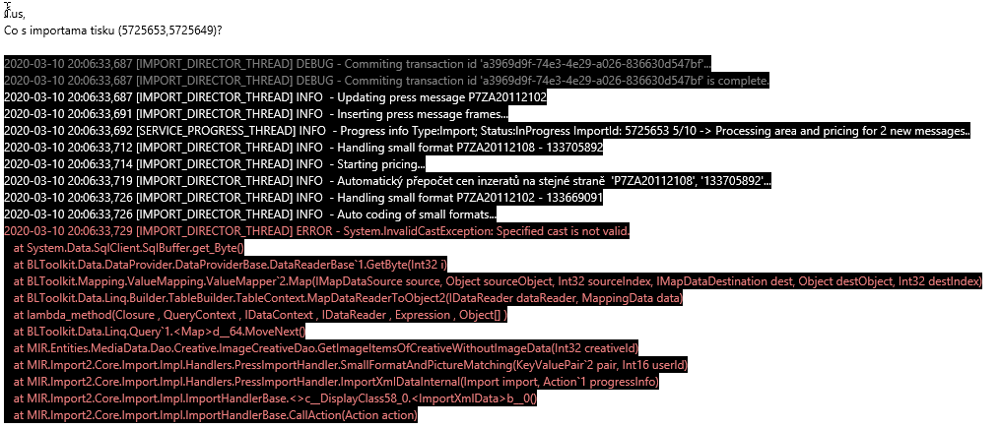 .us,
Co s importama tisku (5725653,5725649)?
2020-03-10 20:06:33,687 [IMPORT_DIRECTOR_THREAD] DEBUG - Commiting transaction id 'a3969d9f-74e3-4e29-a026-836630d547bf'...
2020-03-10 20:06:33,687 [IMPORT_DIRECTOR_THREAD] DEBUG - Commiting transaction id 'a3969d9f-74e3-4e29-a026-836630d547bf' is complete.
2020-03-10 20:06:33,687 [IMPORT_DIRECTOR_THREAD] INFO - Updating press message P7ZA20112102
2020-03-10 20:06:33,691 [IMPORT_DIRECTOR_THREAD] INFO - Inserting press message frames...
2020-03-10 20:06:33,692 [SERVICE_PROGRESS_THREAD] INFO - Progress info Type:Import; Status:InProgress ImportId: 5725653 5/10 -> Processing area and pricing for 2 new messages..
2020-03-10 20:06:33,712 [IMPORT_DIRECTOR_THREAD] INFO - Handling small format P7ZA20112108 - 133705892
2020-03-10 20:06:33,714 [IMPORT_DIRECTOR_THREAD] INFO - Starting pricing...
2020-03-10 20:06:33,719 [IMPORT_DIRECTOR_THREAD] INFO - Automatický přepočet cen inzeratů na stejné straně 'P7ZA20112108', '133705892'...
2020-03-10 20:06:33,726 [IMPORT_DIRECTOR_THREAD] INFO - Handling small format P7ZA20112102 - 133669091
2020-03-10 20:06:33,726 [IMPORT_DIRECTOR_THREAD] INFO - Auto coding of small formats...
2020-03-10 20:06:33,729 [IMPORT_DIRECTOR_THREAD] ERROR - System.InvalidCastException: Specified cast is not valid.
at System.Data.SqlClient.SqlBuffer.get_Byte()
at BLToolkit.Data.DataProvider.DataProviderBase.DataReaderBase`1.GetByte(Int32 i)
at BLToolkit.Mapping.ValueMapping.ValueMapper`2.Map(IMapDataSource source, Object sourceObject, Int32 sourceIndex, IMapDataDestination dest, Object destObject, Int32 destIndex)
at BLToolkit.Data.Linq.Builder.TableBuilder.TableContext.MapDataReaderToObject2(IDataReader dataReader, MappingData data)
at lambda_method(Closure , QueryContext , IDataContext , IDataReader , Expression , Object[] )
at BLToolkit.Data.Linq.Query`1.<Map>d__64.MoveNext()
at MIR.Entities.MediaData.Dao.Creative.ImageCreativeDao.GetImageItemsOfCreativeWithoutImageData(Int32 creativeId)
at MIR.Import2.Core.Import.Impl.Handlers.PressImportHandler.SmallFormatAndPictureMatching(KeyValuePair`2 pair, Int16 userId)
at MIR.Import2.Core.Import.Impl.Handlers.PressImportHandler.ImportXmlDataInternal(Import import, Action`1 progressInfo)
at MIR.Import2.Core.Import.Impl.ImportHandlerBase.<>c__DisplayClass58_0.<ImportXmlData>b__0()
at MIR.Import2.Core.Import.Impl.ImportHandlerBase.CallAction(Action action)